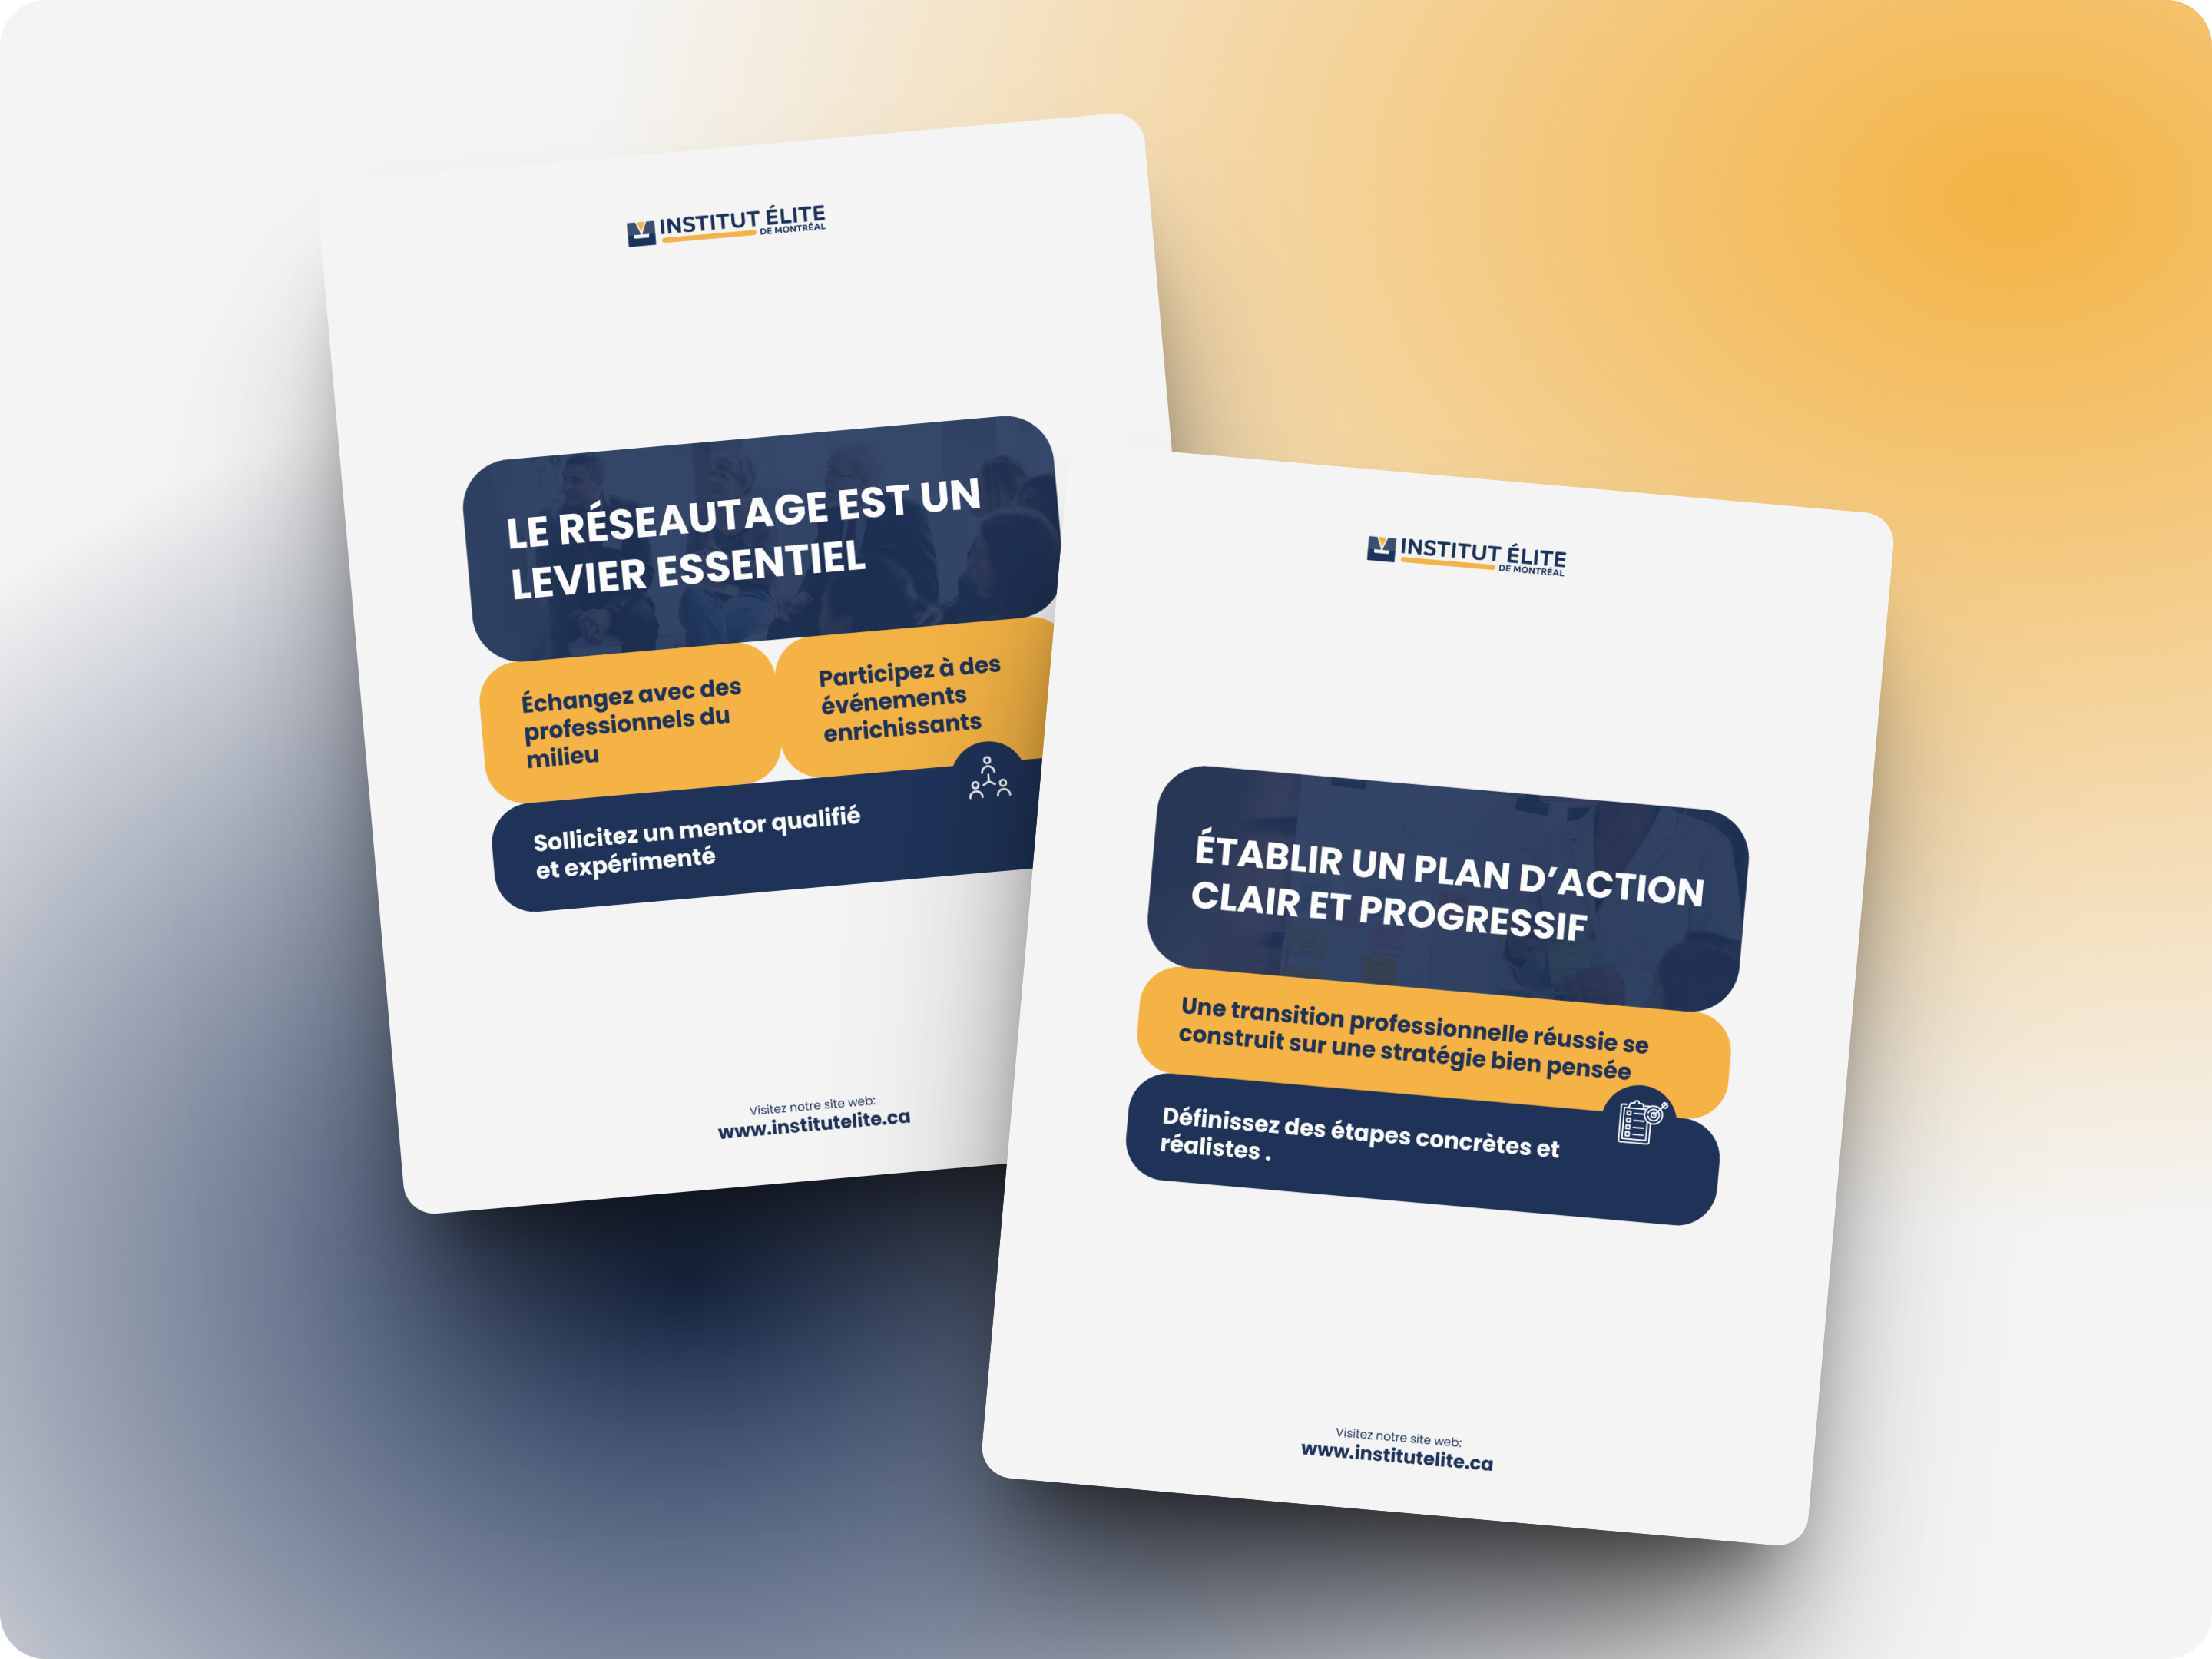 INSTITUT ÉLITE
DE MONTRÉAL
LE RÉSEAUTAGE EST UN
LEVIER ESSENTIEL
Échangez avec des
professionnels du
milieu
Participez à des
événements
enrichissants
Sollicitez un mentor qualifié
et expérimenté
Visitez notre site web:
www.institutelite.ca
INSTITUT ÉLITE
DE MONTRÉAL
ÉTABLIR UN PLAN D’ACTION
CLAIR ET PROGRESSIF
Une transition professionnelle réussie se
construit sur une stratégie bien pensée
Définissez des étapes concrètes et
réalistes .
Visitez notre site web:
www.institutelite.ca